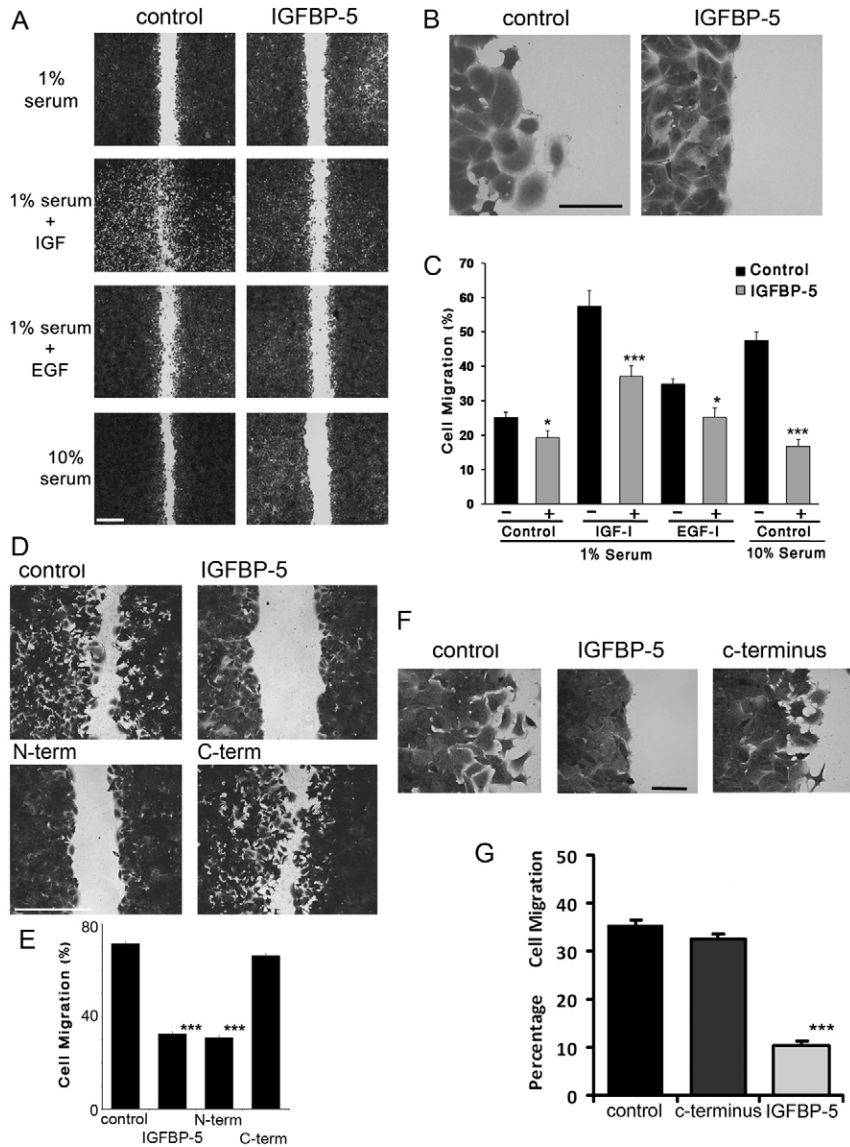 A
control IGFBP-5
1%
serum
1% serum
+
IGF
1% serum
+
EGF
10%
serum
B
control IGFBP-5
C
Cell Migration (%)
70
60
50
40
30
20
10
0
Control
IGFBP-5
*
***
*
***
− + − + − + − +
Control IGF-I EGF-I Control
1% Serum 10% Serum
D
control IGFBP-5
N-term C-term
E
Cell Migration (%)
80
40
0
*** ***
control N-term
IGFBP-5 C-term
F
control IGFBP-5 c-terminus
G
Percentage Cell Migration
50
40
30
20
10
0
***
control c-terminus IGFBP-5